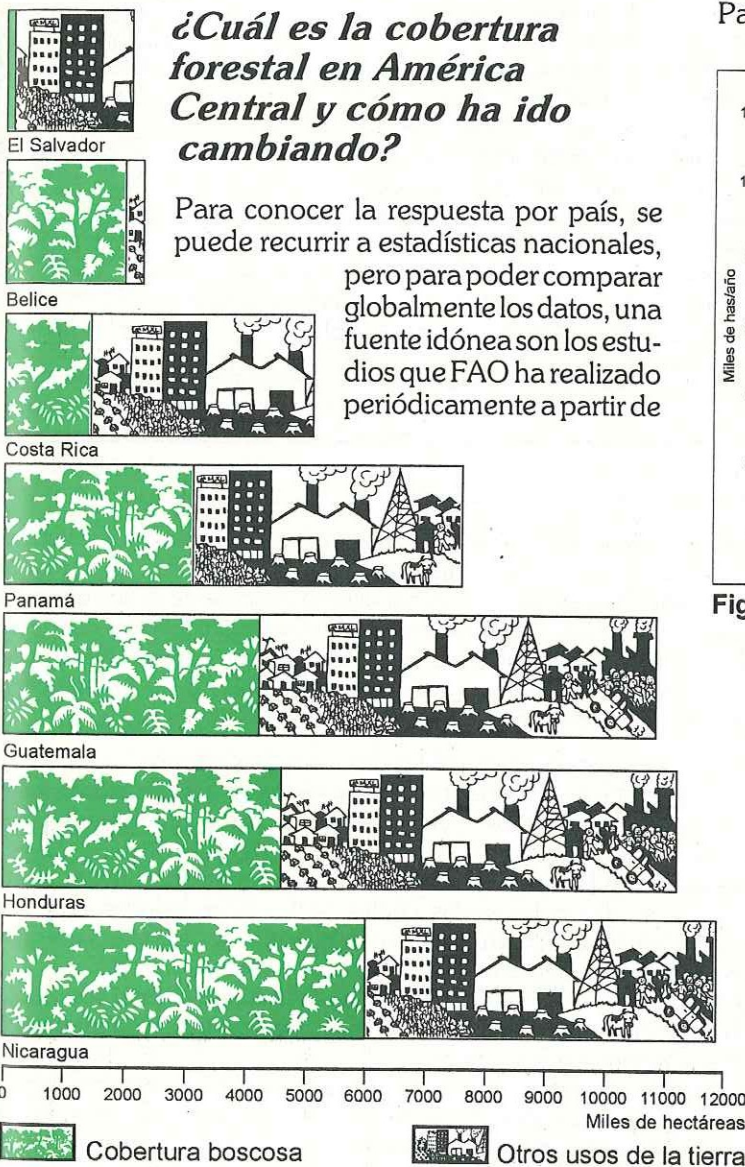 ¿Cuál es la cobertura
forestal en América
Central y cómo ha ido
cambiando?
Para conocer la respuesta por país, se
puede recurrir a estadísticas nacionales,
pero para poder comparar
globalmente los datos, una
fuente idónea son los estu-
dios que FAO ha realizado
periódicamente a partir de
El Salvador
Belice
Costa Rica
Panamá
Guatemala
Honduras
Nicaragua
0 1000 2000 3000 4000 5000 6000 7000 8000 9000 10000 11000 12000
Miles de hectáreas
Cobertura boscosa
Otros usos de la tierra
Pa
1
1
Miles de has/año
Fig